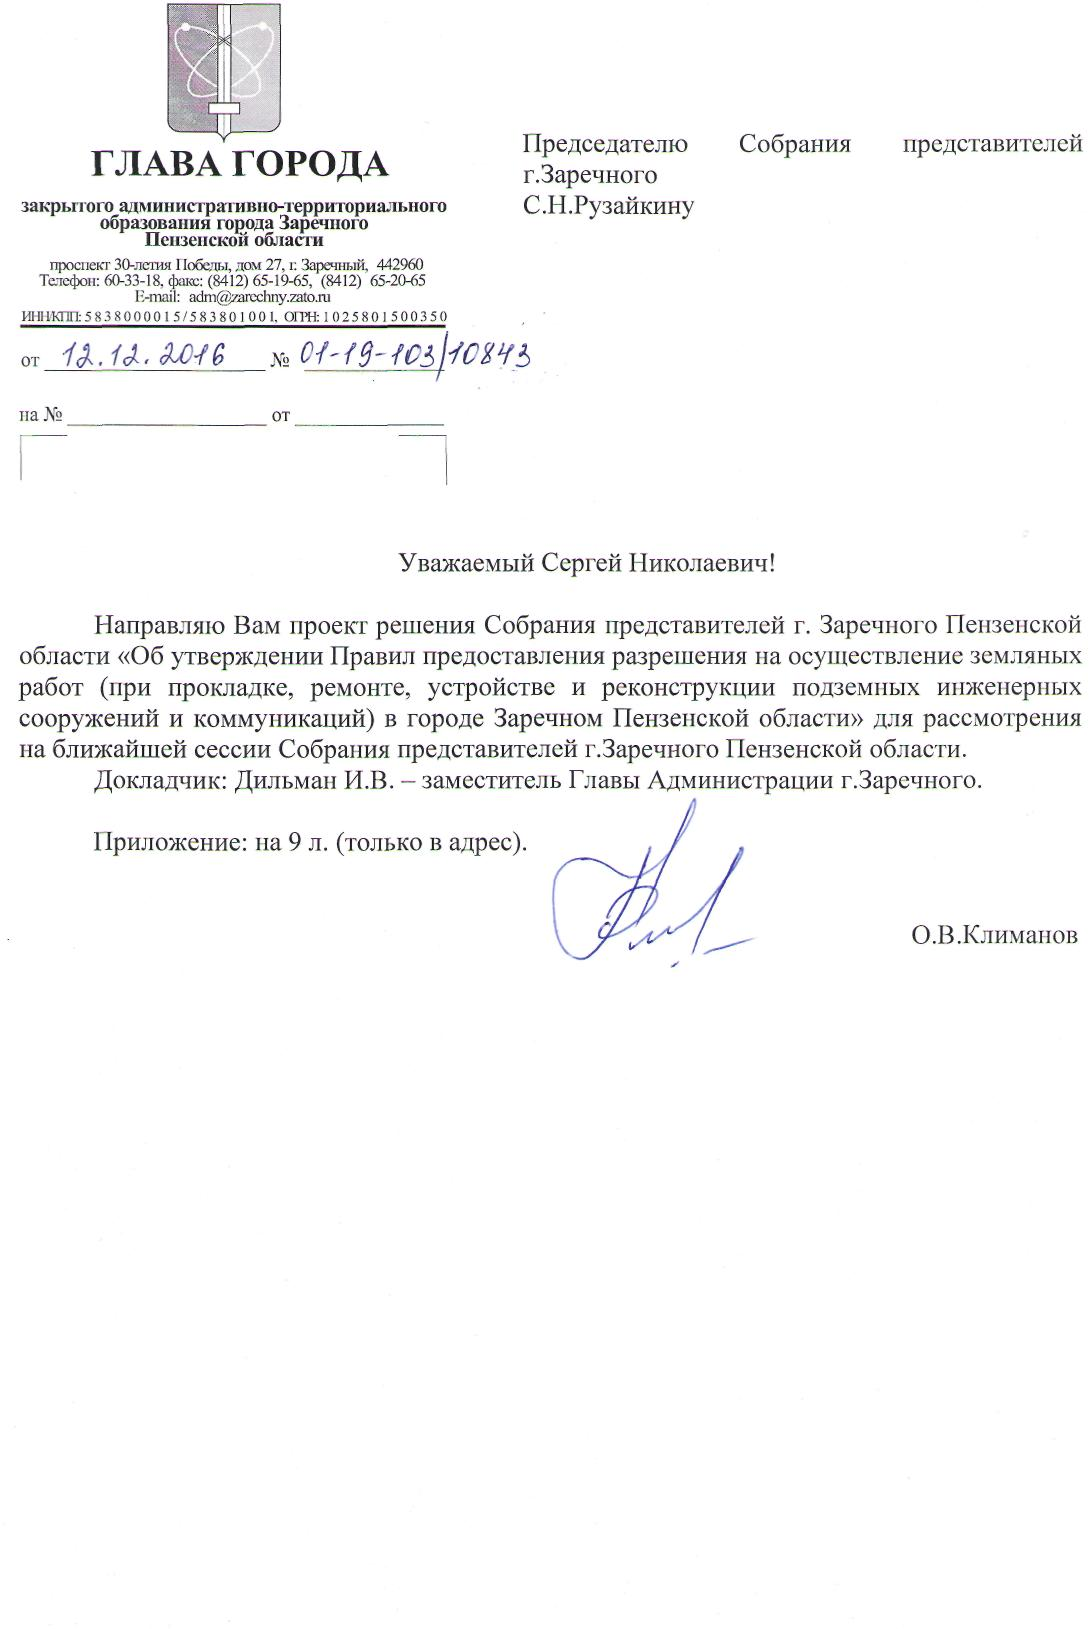 ГЛАВА ГОРОДА
закрытого административно-территориального
образования города Заречного
Пензенской области
проспект 30-летия Победы, дом 27, г. Заречный, 442960
Телефон: 60-33-18, факс: (8412) 65-19-65, (8412) 65-20-65
E-mail: adm@zarechny.zato.ru
ИНН/КПП: 5838000015/583801001, ОГРН: 1025801500350
от 12.12.2016 № 01-19-103/10843
на № от
Председателю Собрания представителей
г.Заречного
С.Н.Рузайкину
Уважаемый Сергей Николаевич!
Направляю Вам проект решения Собрания представителей г. Заречного Пензенской
области «Об утверждении Правил предоставления разрешения на осуществление земляных
работ (при прокладке, ремонте, устройстве и реконструкции подземных инженерных
сооружений и коммуникаций) в городе Заречном Пензенской области» для рассмотрения
на ближайшей сессии Собрания представителей г.Заречного Пензенской области.
Докладчик: Дильман И.В. – заместитель Главы Администрации г.Заречного.
Приложение: на 9 л. (только в адрес).
О.В.Климанов